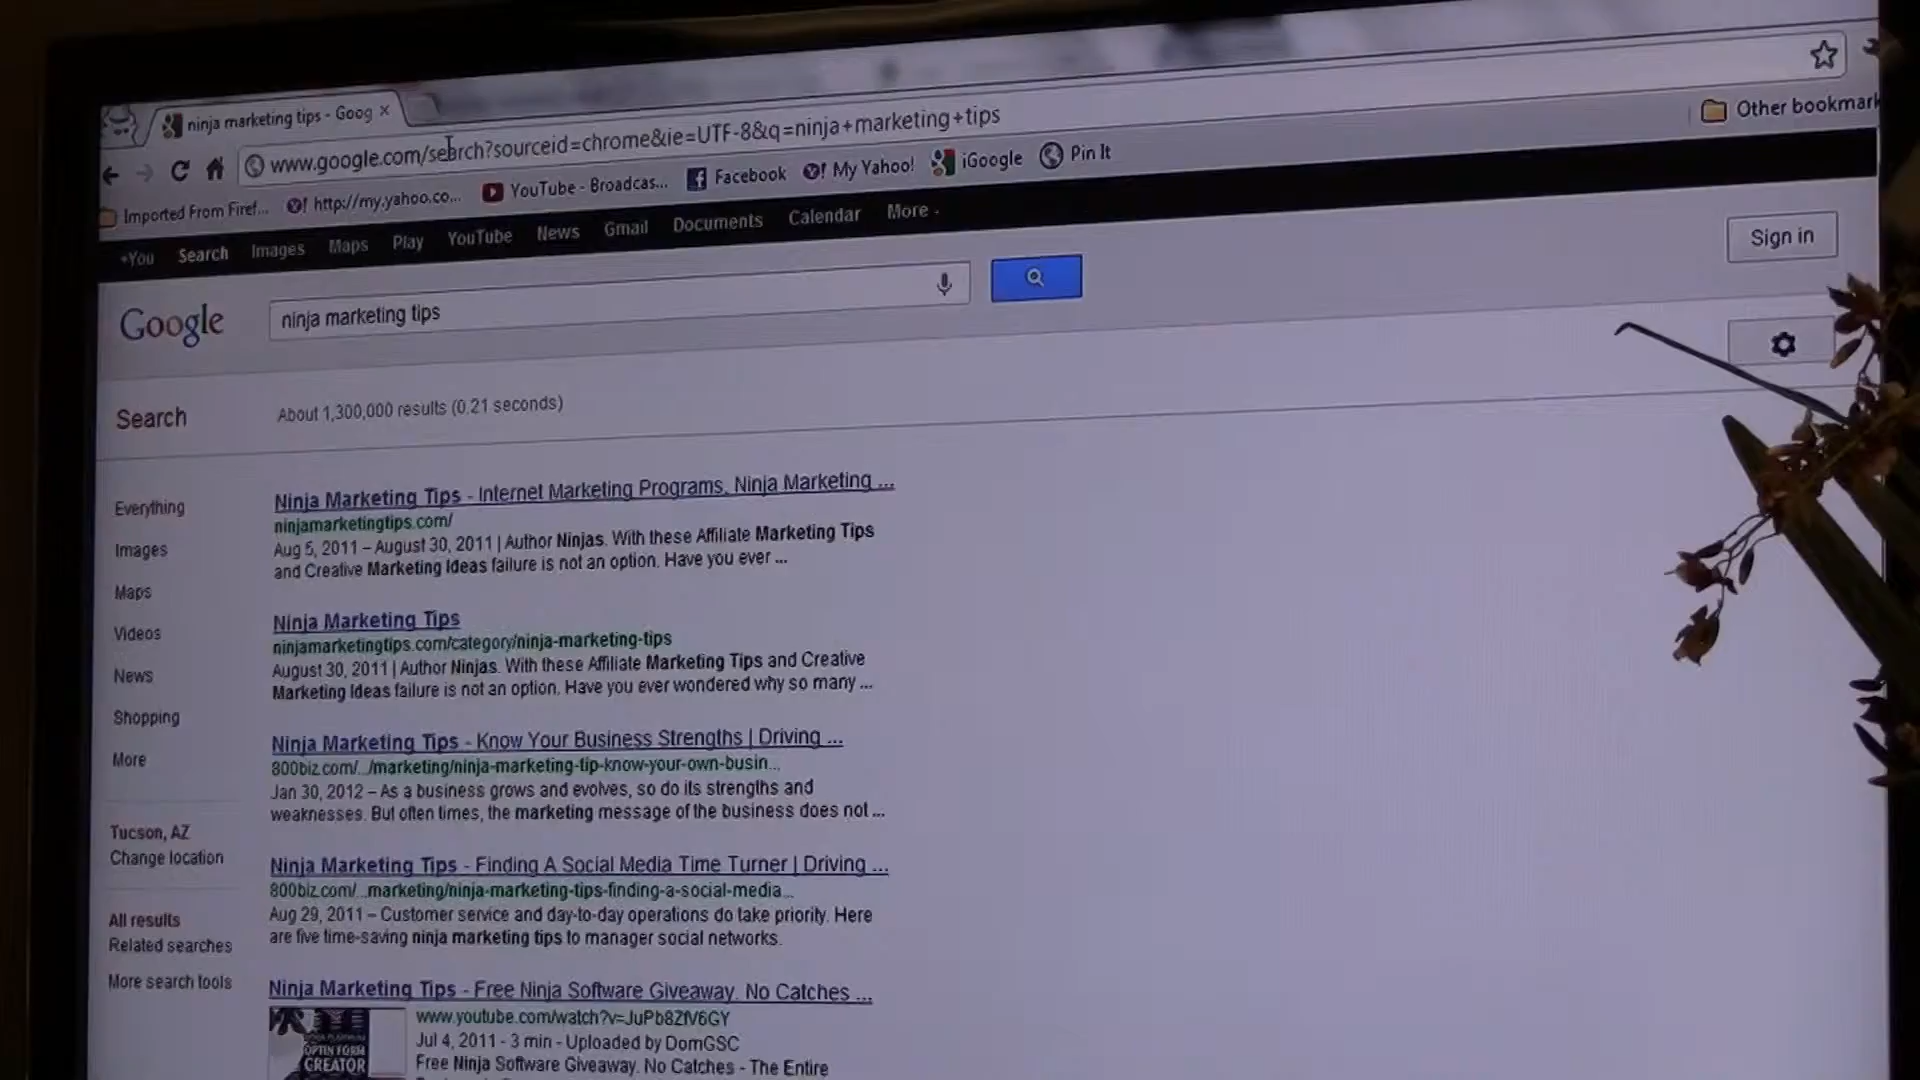 ninja marketing tips - Goog ×
www.google.com/search?sourceid=chrome&ie=UTF-8&q=ninja+marketing+tips
Other bookmark
Imported From Firef...
http://my.yahoo.co...
YouTube - Broadcas...
Facebook
My Yahoo!
iGoogle
Pin It
+You Search Images Maps Play YouTube News Gmail Documents Calendar More
Sign in
Google
ninja marketing tips
Search
About 1,300,000 results (0.21 seconds)
Everything
Images
Maps
Videos
News
Shopping
More
Tucson, AZ
Change location
All results
Related searches
More search tools
Ninja Marketing Tips - Internet Marketing Programs, Ninja Marketing ...
ninjamarketingtips.com/
Aug 5, 2011 – August 30, 2011 | Author Ninjas. With these Affiliate Marketing Tips
and Creative Marketing Ideas failure is not an option. Have you ever ...
Ninja Marketing Tips
ninjamarketingtips.com/category/ninja-marketing-tips
August 30, 2011 | Author Ninjas. With these Affiliate Marketing Tips and Creative
Marketing Ideas failure is not an option. Have you ever wondered why so many ...
Ninja Marketing Tips - Know Your Business Strengths | Driving ...
800biz.com/.../marketing/ninja-marketing-tip-know-your-own-busin...
Jan 30, 2012 – As a business grows and evolves, so do its strengths and
weaknesses. But often times, the marketing message of the business does not ...
Ninja Marketing Tips - Finding A Social Media Time Turner | Driving ...
800biz.com/...marketing/ninja-marketing-tips-finding-a-social-media...
Aug 29, 2011 – Customer service and day-to-day operations do take priority. Here
are five time-saving ninja marketing tips to manager social networks.
Ninja Marketing Tips - Free Ninja Software Giveaway. No Catches ...
www.youtube.com/watch?v=JuPb8ZfV6GY
Jul 4, 2011 - 3 min - Uploaded by DomGSC
Free Ninja Software Giveaway. No Catches - The Entire
OPTIN FORM
CREATOR